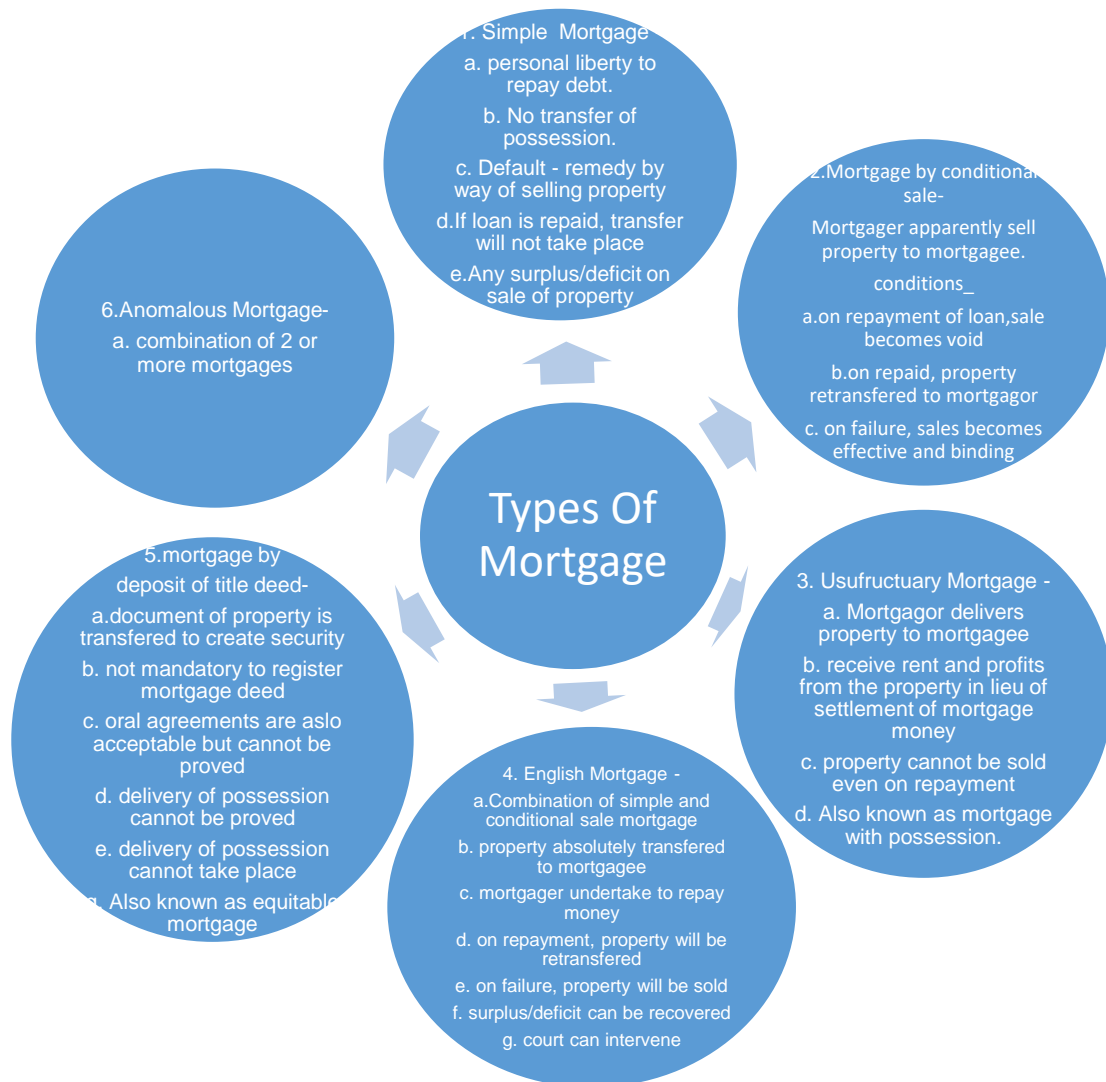 1. Simple Mortgage
a. personal liberty to
repay debt.
b. No transfer of
possession.
c. Default - remedy by
way of selling property
d.If loan is repaid, transfer
will not take place
e.Any surplus/deficit on
sale of property
2.Mortgage by conditional
sale-
Mortgager apparently sell
property to mortgagee.
conditions_
a.on repayment of loan,sale
becomes void
b.on repaid, property
retransfered to mortgagor
c. on failure, sales becomes
effective and binding
3. Usufructuary Mortgage -
a. Mortgagor delivers
property to mortgagee
b. receive rent and profits
from the property in lieu of
settlement of mortgage
money
c. property cannot be sold
even on repayment
d. Also known as mortgage
with possession.
4. English Mortgage -
a.Combination of simple and
conditional sale mortgage
b. property absolutely transfered
to mortgagee
c. mortgager undertake to repay
money
d. on repayment, property will be
retransfered
e. on failure, property will be sold
f. surplus/deficit can be recovered
g. court can intervene
5.mortgage by
deposit of title deed-
a.document of property is
transfered to create security
b. not mandatory to register
mortgage deed
c. oral agreements are aslo
acceptable but cannot be
proved
d. delivery of possession
cannot be proved
e. delivery of possession
cannot take place
g. Also known as equitable
mortgage
6.Anomalous Mortgage-
a. combination of 2 or
more mortgages
Types Of
Mortgage